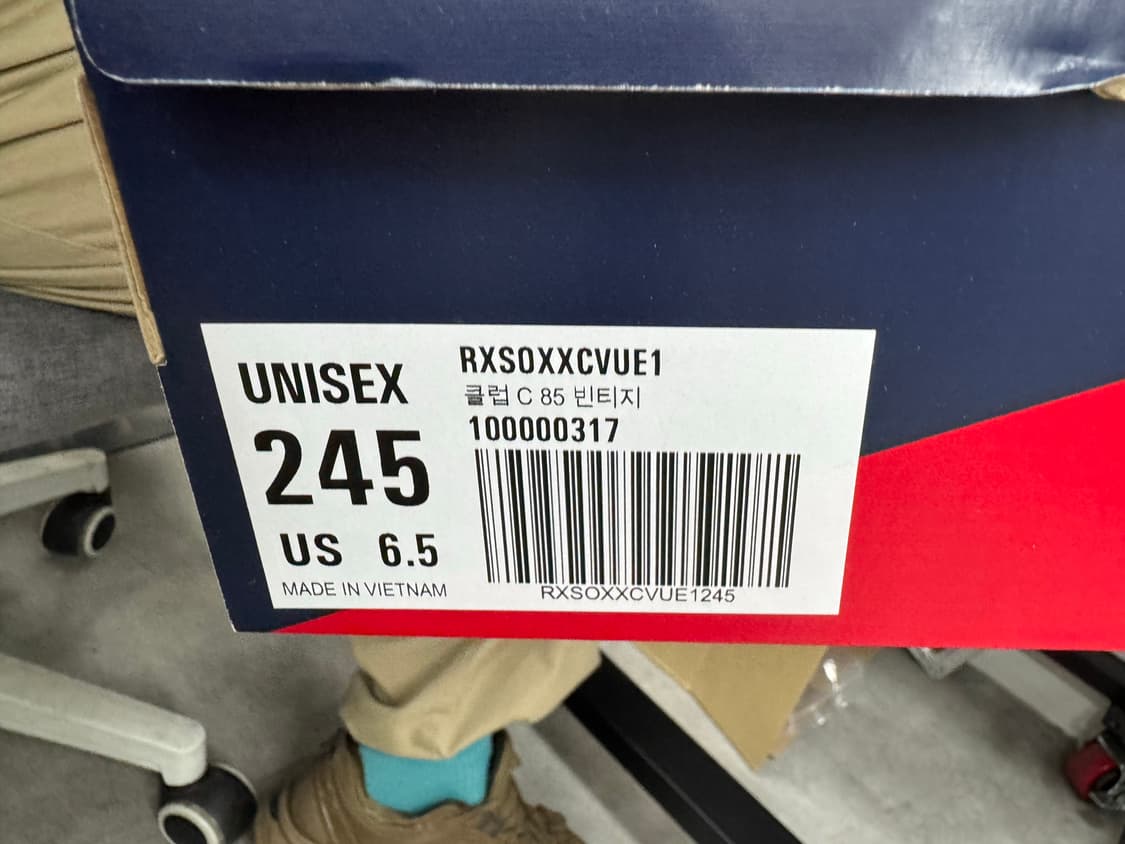 UNISEX
245
US 6.5
MADE IN VIETNAM
RXSOXXCVUE1
클럽 C 85 빈티지
100000317
RXSOXXCVUE1245